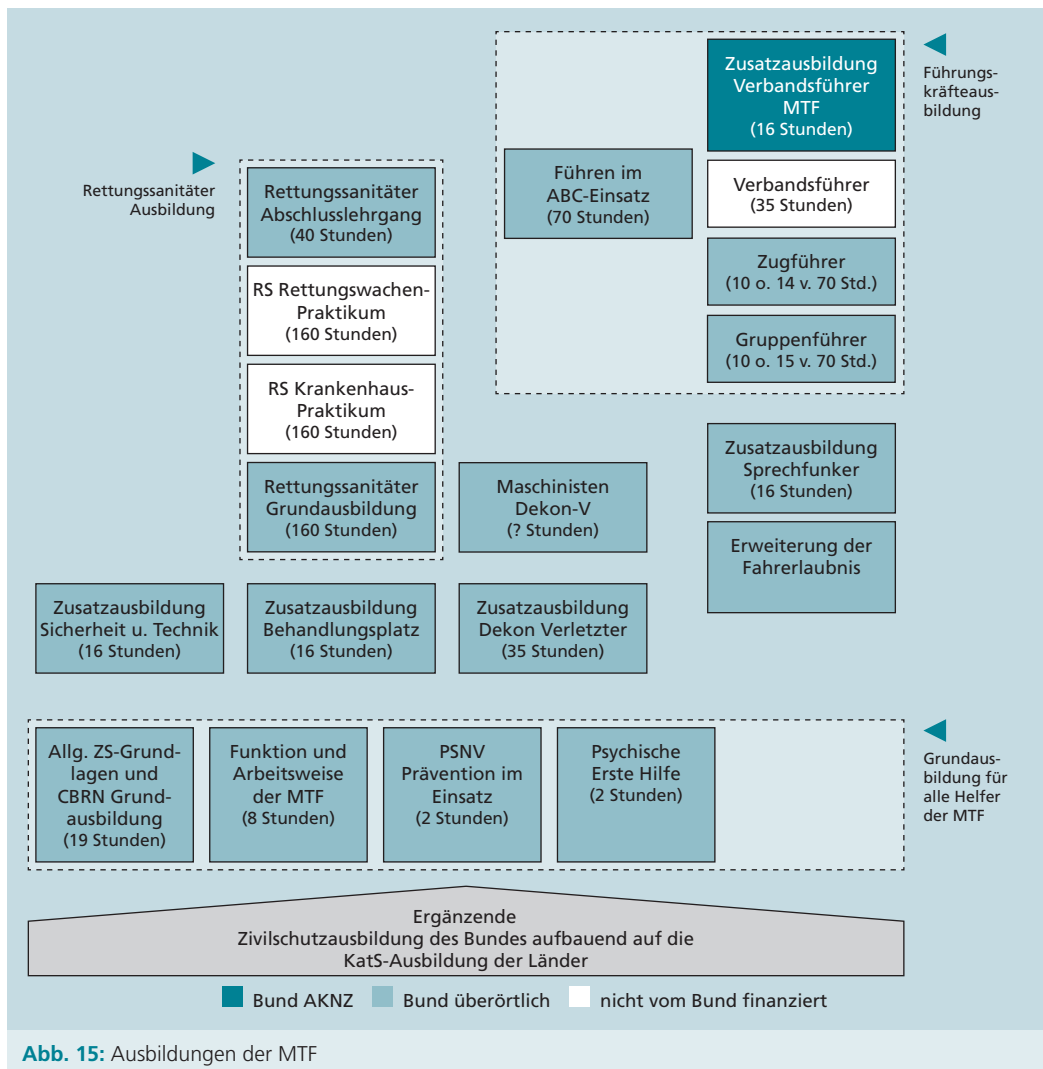 Zusatzausbildung
Verbandsführer
MTF
(16 Stunden)
Führungs-
kräfteaus-
bildung
Führen im
ABC-Einsatz
(70 Stunden)
Verbandsführer
(35 Stunden)
Zugführer
(10 o. 14 v. 70 Std.)
Gruppenführer
(10 o. 15 v. 70 Std.)
Rettungssanitäter
Ausbildung
Rettungssanitäter
Abschlusslehrgang
(40 Stunden)
RS Rettungswachen-
Praktikum
(160 Stunden)
RS Krankenhaus-
Praktikum
(160 Stunden)
Rettungssanitäter
Grundausbildung
(160 Stunden)
Maschinisten
Dekon-V
(? Stunden)
Zusatzausbildung
Sprechfunker
(16 Stunden)
Erweiterung der
Fahrerlaubnis
Zusatzausbildung
Sicherheit u. Technik
(16 Stunden)
Zusatzausbildung
Behandlungsplatz
(16 Stunden)
Zusatzausbildung
Dekon Verletzter
(35 Stunden)
Allg. ZS-Grund-
lagen und
CBRN Grund-
ausbildung
(19 Stunden)
Funktion und
Arbeitsweise
der MTF
(8 Stunden)
PSNV
Prävention im
Einsatz
(2 Stunden)
Psychische
Erste Hilfe
(2 Stunden)
Grundaus-
bildung für
alle Helfer
der MTF
Ergänzende
Zivilschutzausbildung des Bundes aufbauend auf die
KatS-Ausbildung der Länder
Bund AKNZ Bund überörtlich nicht vom Bund finanziert
Abb. 15: Ausbildungen der MTF